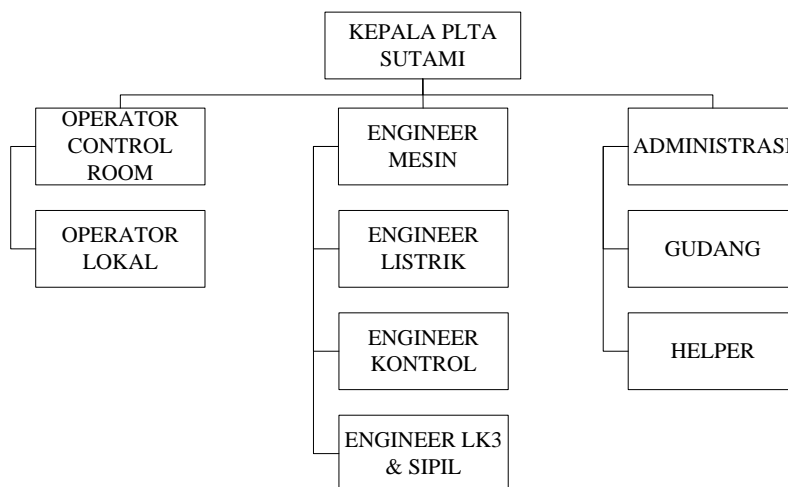 KEPALA PLTA
SUTAMI
OPERATOR
CONTROL
ROOM
ENGINEER
MESIN
ADMINISTRASI
OPERATOR
LOKAL
ENGINEER
LISTRIK
GUDANG
ENGINEER
KONTROL
HELPER
ENGINEER LK3
& SIPIL